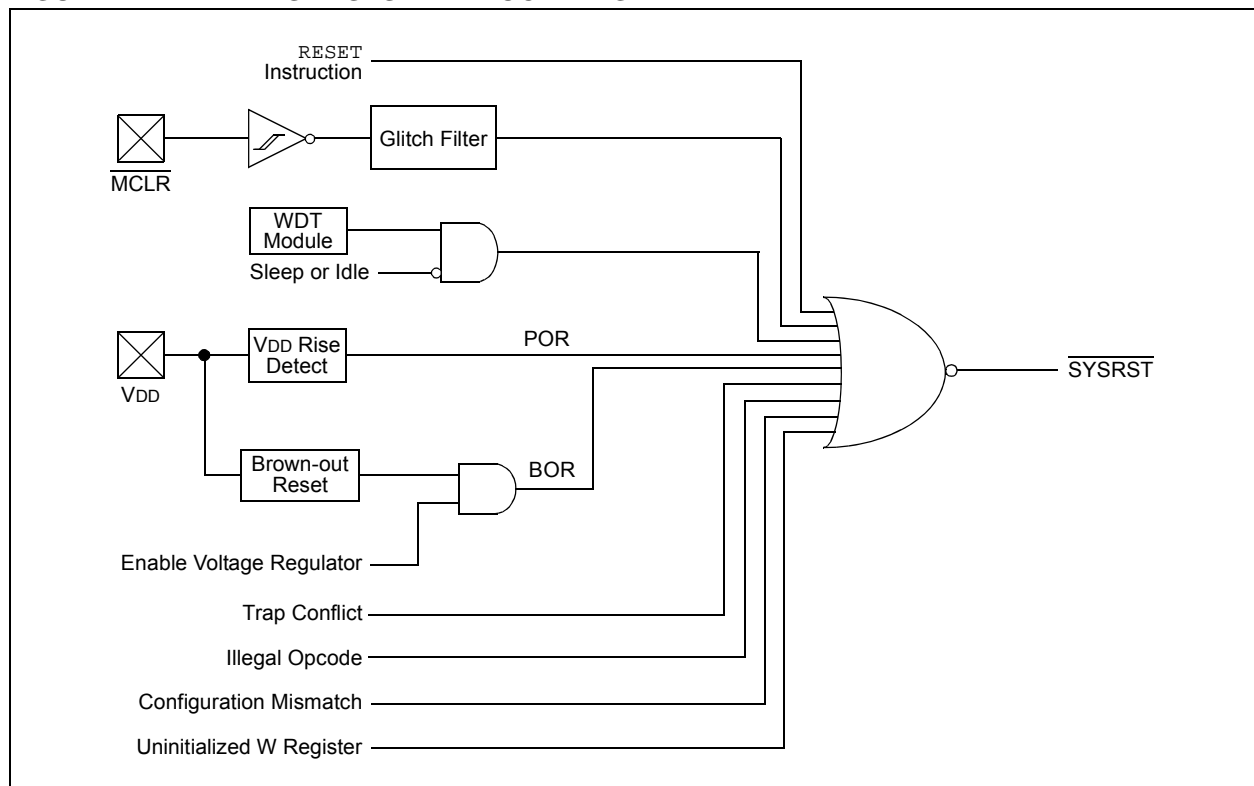 RESET
Instruction
Glitch Filter
MCLR
WDT
Module
Sleep or Idle
VDD Rise
Detect
POR
VDD
SYSRST
Brown-out
Reset
BOR
Enable Voltage Regulator
Trap Conflict
Illegal Opcode
Configuration Mismatch
Uninitialized W Register